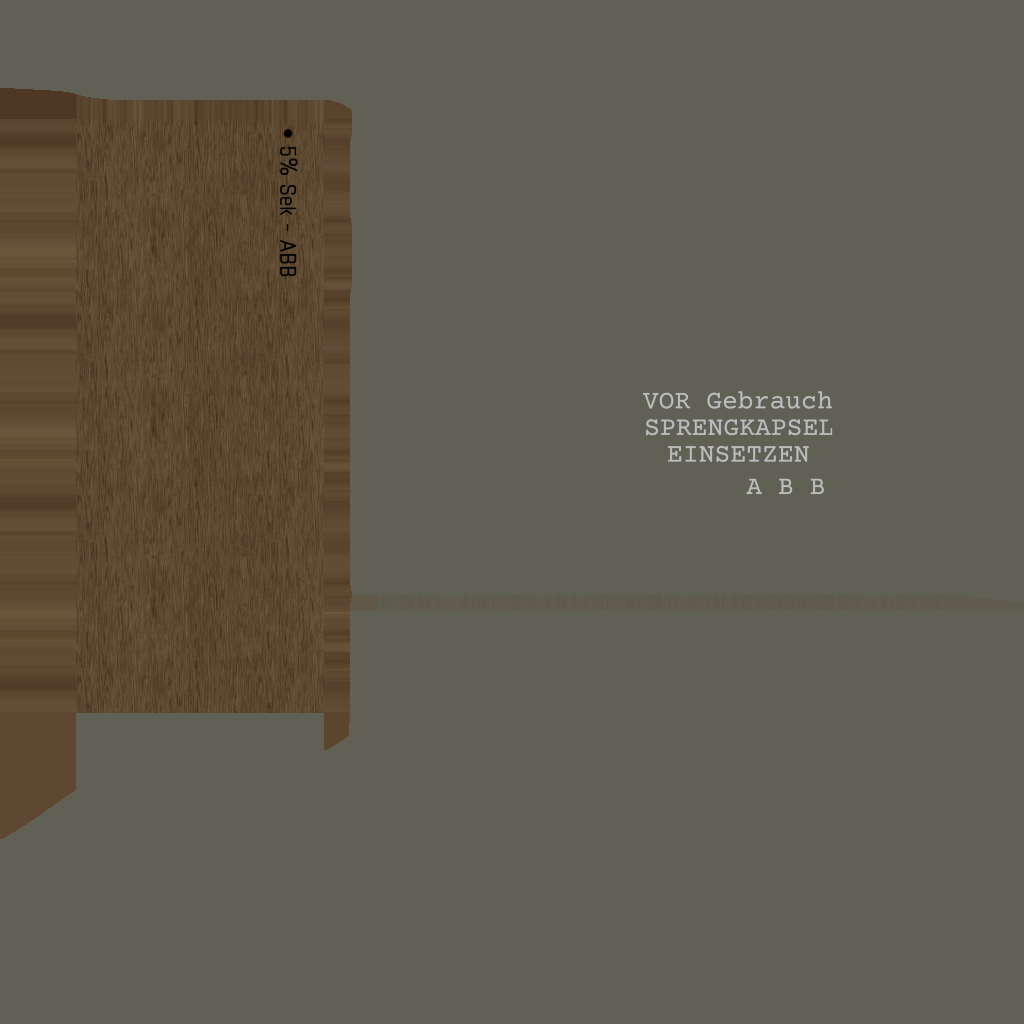 • 5% Sek - ABB
VOR Gebrauch
SPRENGKAPSEL
EINSETZEN
A B B